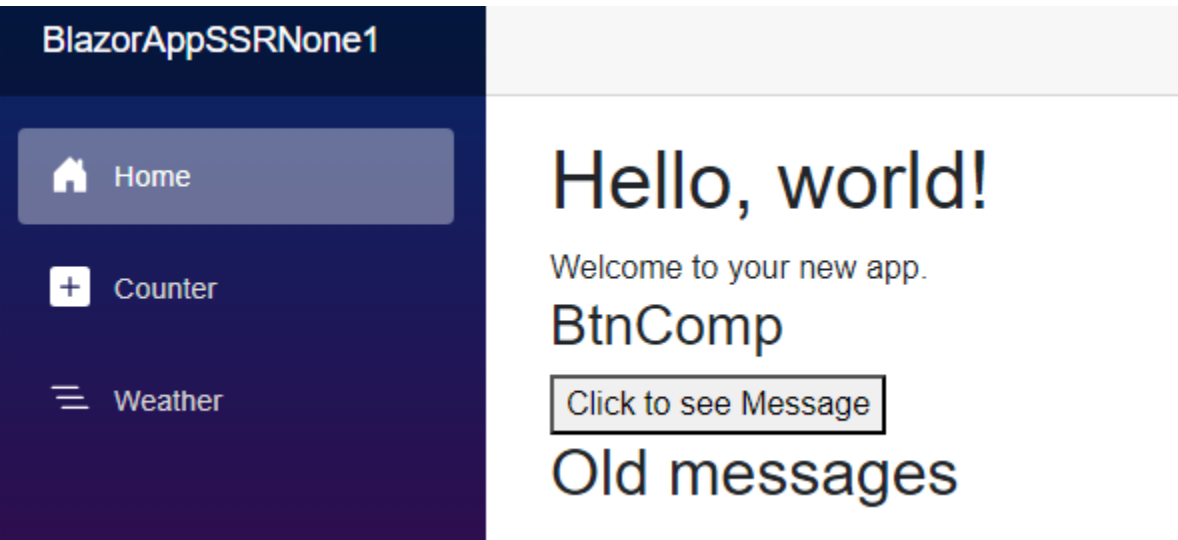 BlazorAppSSRNone1
Home
Counter
Weather
Hello, world!
Welcome to your new app.
BtnComp
Click to see Message
Old messages